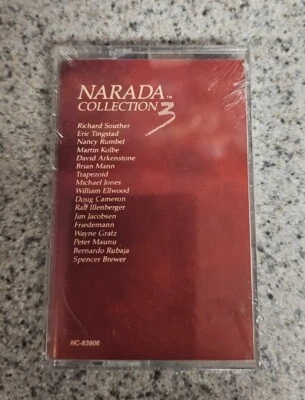 NARADA™
COLLECTION 3
Richard Souther
Eric Tingstad
Nancy Rumbel
Martin Kolbe
David Arkenstone
Brian Mann
Trapezoid
Michael Jones
William Ellwood
Doug Cameron
Ralf Illenberger
Jim Jacobsen
Friedemann
Wayne Gratz
Peter Maunu
Bernardo Rubaja
Spencer Brewer
NC-63906